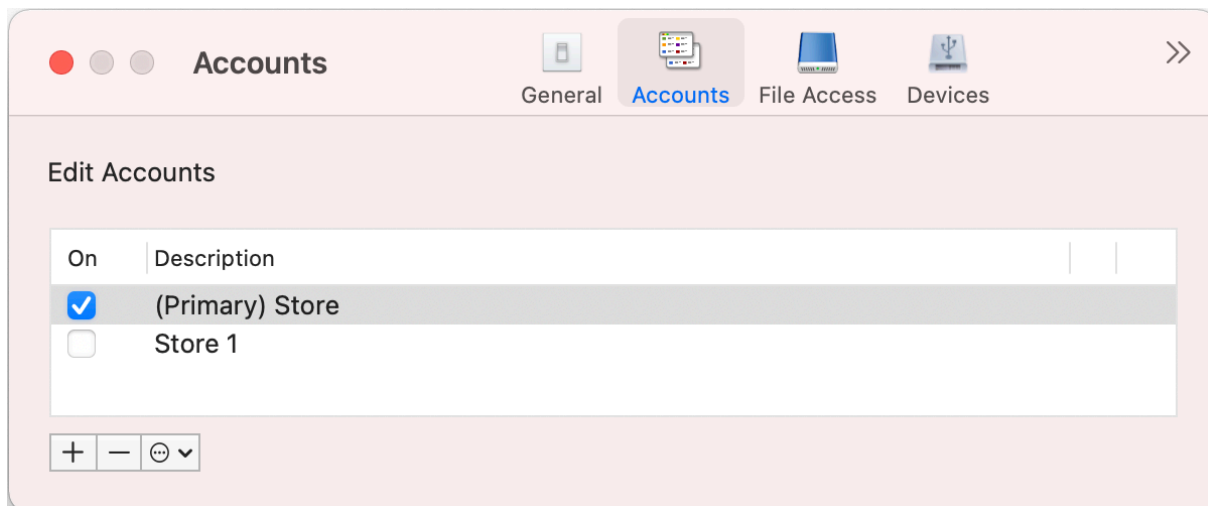 Accounts
General Accounts File Access Devices
Edit Accounts
On Description
(Primary) Store
Store 1